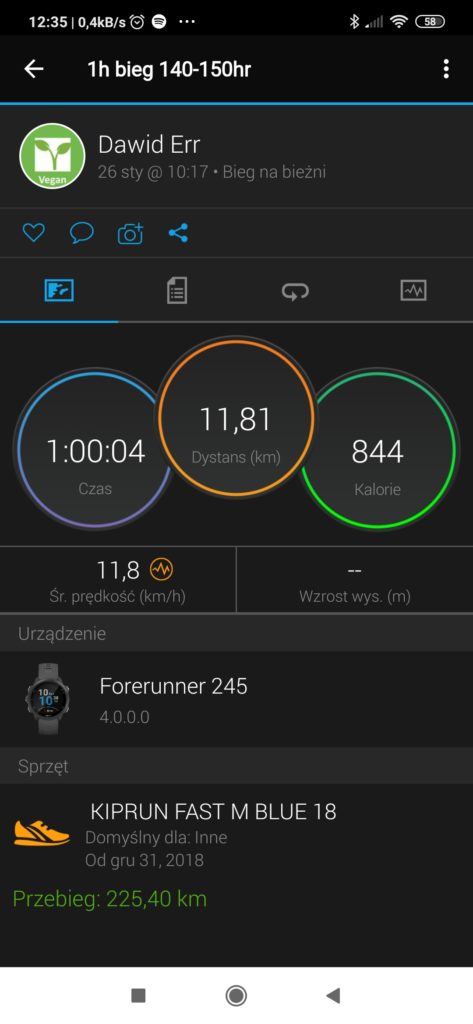 12:35 | 0,4kB/s
58
1h bieg 140-150hr
Dawid Err
Vegan
26 sty @ 10:17 • Bieg na bieżni
1:00:04
Czas
11,81
Dystans (km)
844
Kalorie
11,8
Śr. prędkość (km/h)
--
Wzrost wys. (m)
Urządzenie
Forerunner 245
4.0.0.0
Sprzęt
KIPRUN FAST M BLUE 18
Domyślny dla: Inne
Od gru 31, 2018
Przebieg: 225,40 km